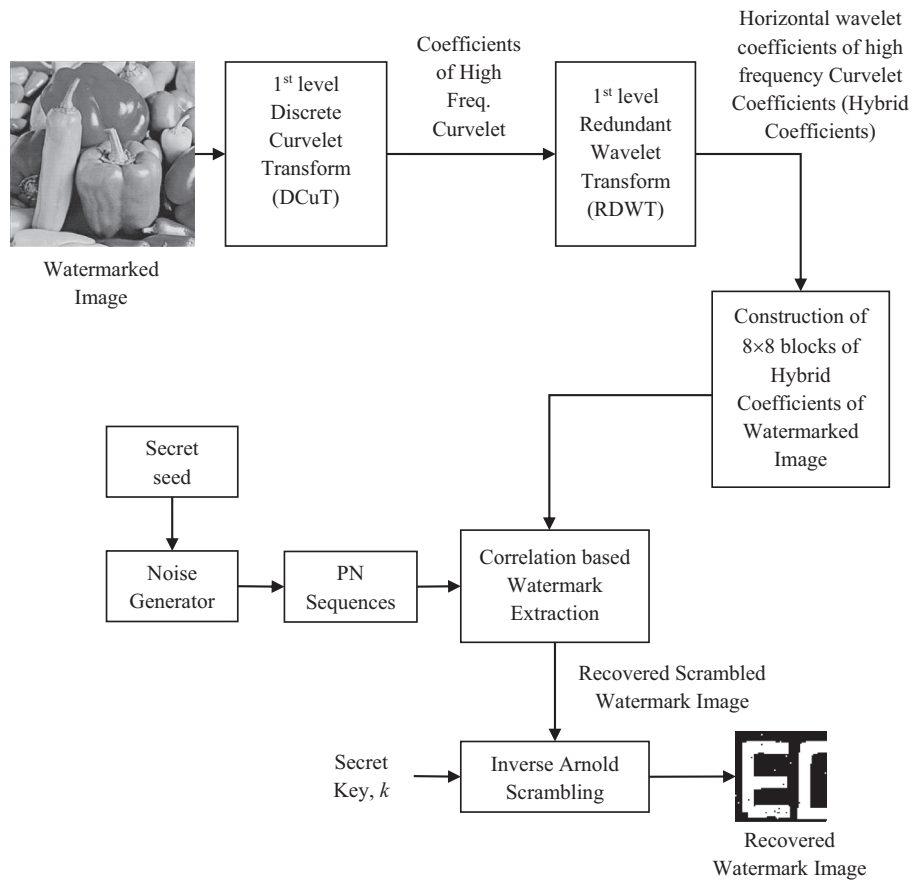 Watermarked
Image
1st level
Discrete
Curvelet
Transform
(DCuT)
Coefficients
of High
Freq.
Curvelet
1st level
Redundant
Wavelet
Transform
(RDWT)
Horizontal wavelet
coefficients of high
frequency Curvelet
Coefficients (Hybrid
Coefficients)
Construction of
8×8 blocks of
Hybrid
Coefficients of
Watermarked
Image
Secret
seed
Noise
Generator
PN
Sequences
Correlation based
Watermark
Extraction
Recovered Scrambled
Watermark Image
Secret
Key, k
Inverse Arnold
Scrambling
Recovered
Watermark Image